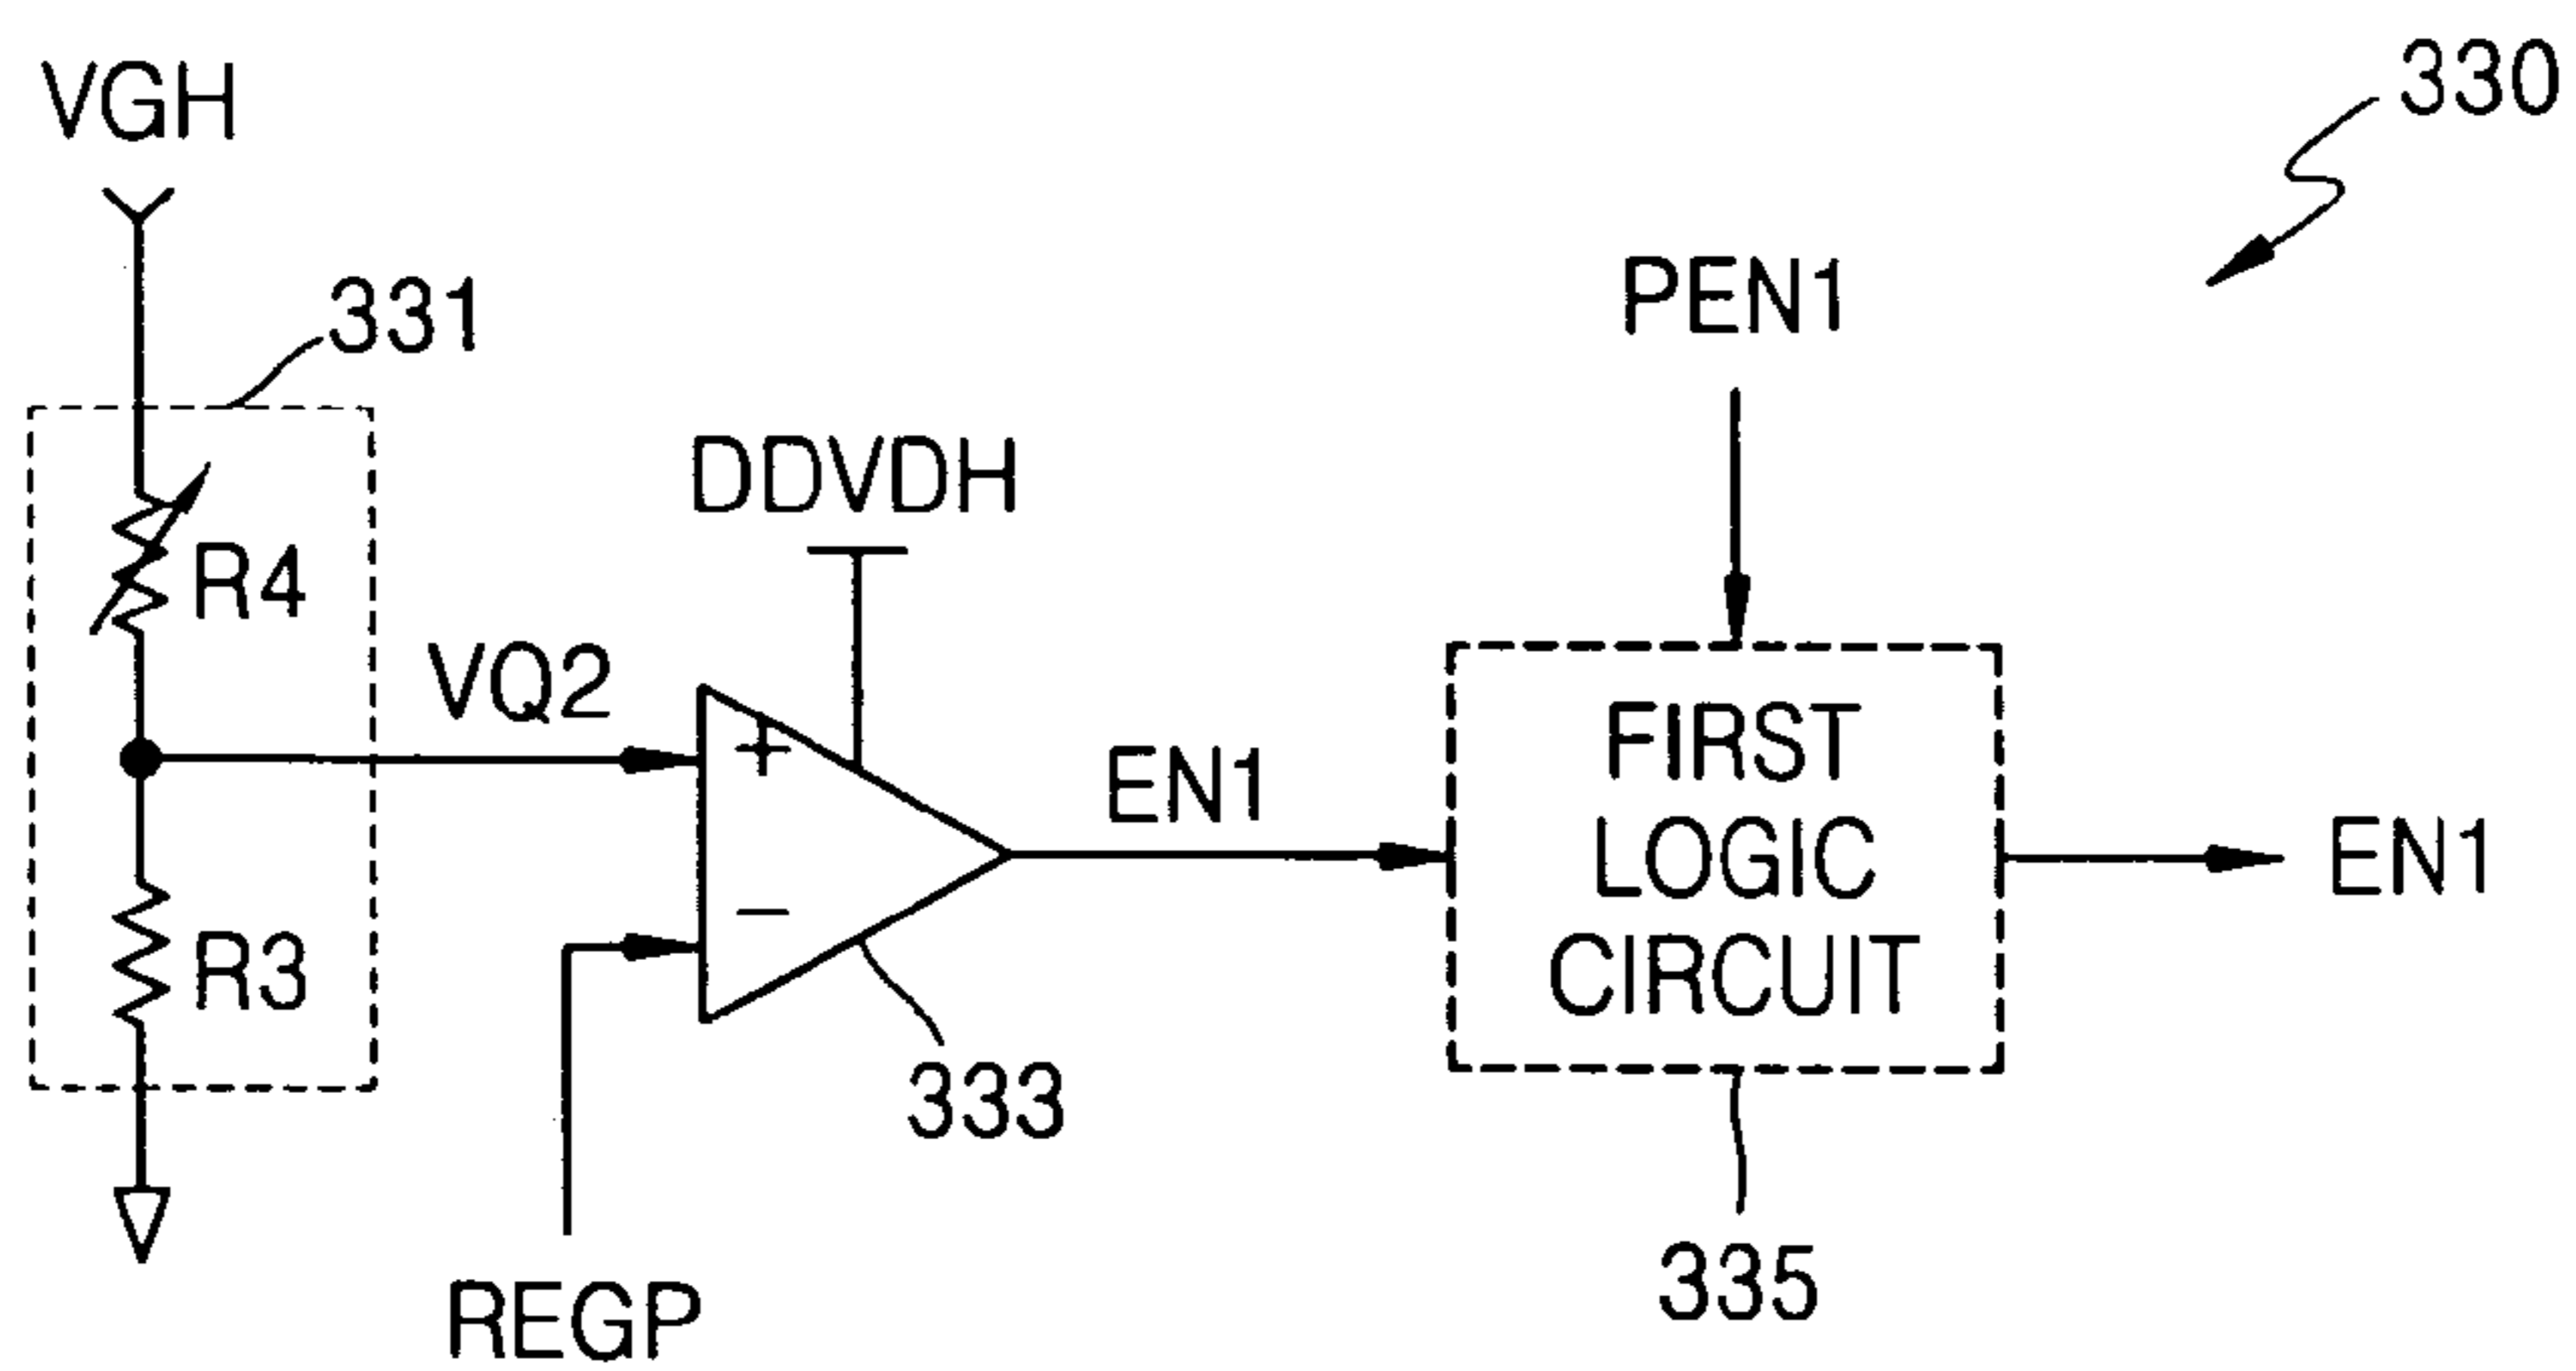 VGH
330
331
PEN1
DDVDH
R4
VQ2
+
EN1
FIRST
LOGIC
CIRCUIT
EN1
−
R3
333
335
REGP